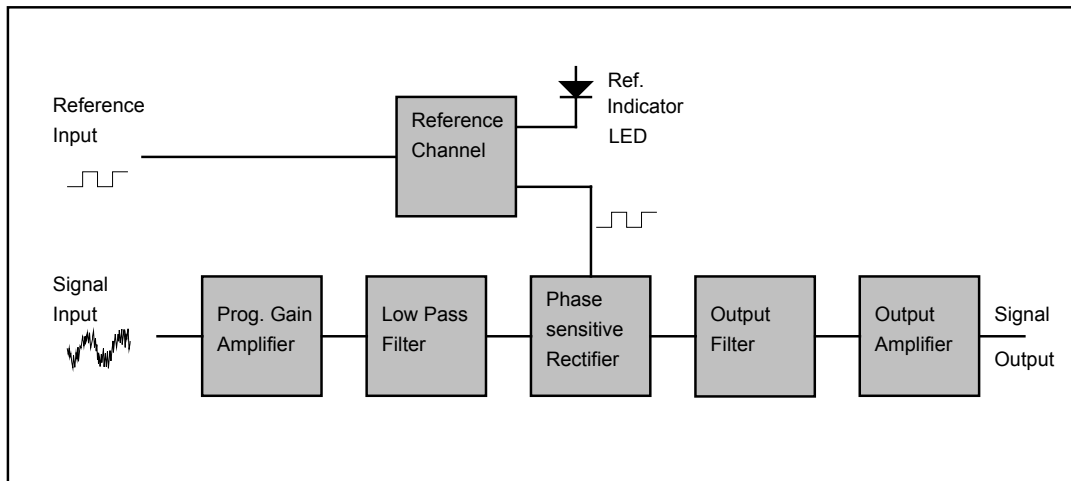 Reference
Input
Reference
Channel
Ref.
Indicator
LED
Signal
Input
Prog. Gain
Amplifier
Low Pass
Filter
Phase
sensitive
Rectifier
Output
Filter
Output
Amplifier
Signal
Output